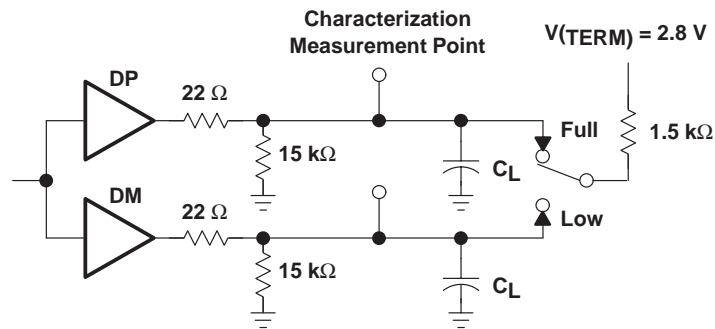 Characterization
Measurement Point
V(TERM) = 2.8 V
DP
22 Ω
Full
1.5 kΩ
15 kΩ
CL
DM
22 Ω
Low
15 kΩ
CL